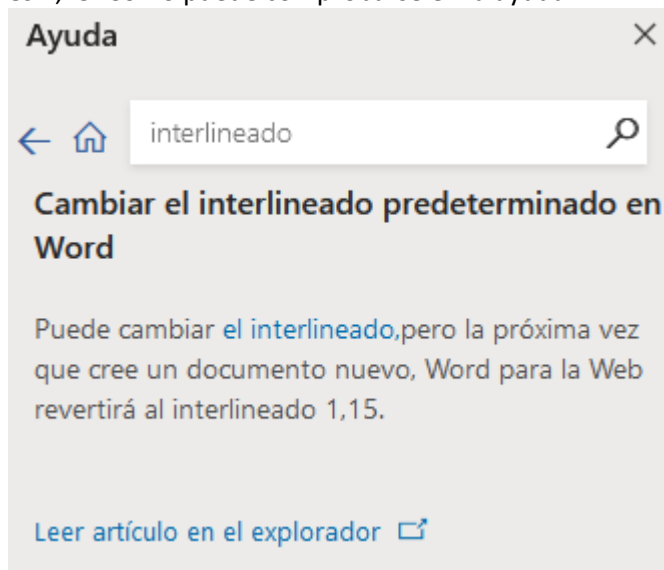 Ayuda
interlineado
Cambiar el interlineado predeterminado en
Word
Puede cambiar el interlineado,pero la próxima vez
que cree un documento nuevo, Word para la Web
revertirá al interlineado 1,15.
Leer artículo en el explorador